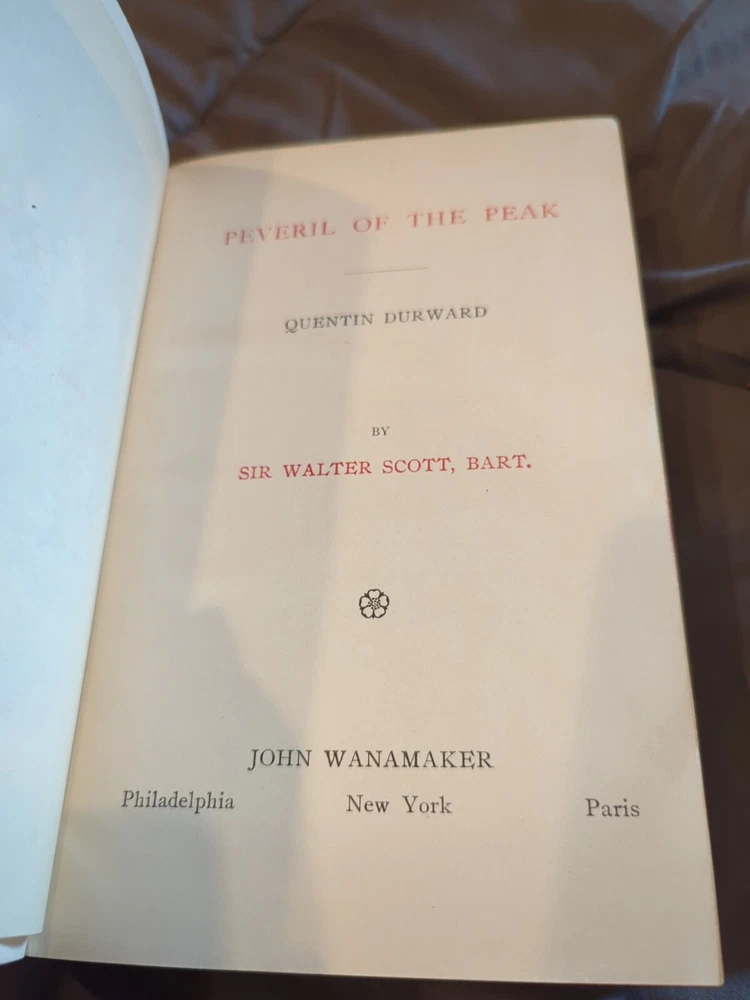 PEVERIL OF THE PEAK
QUENTIN DURWARD
BY
SIR WALTER SCOTT, BART.
JOHN WANAMAKER
Philadelphia New York Paris